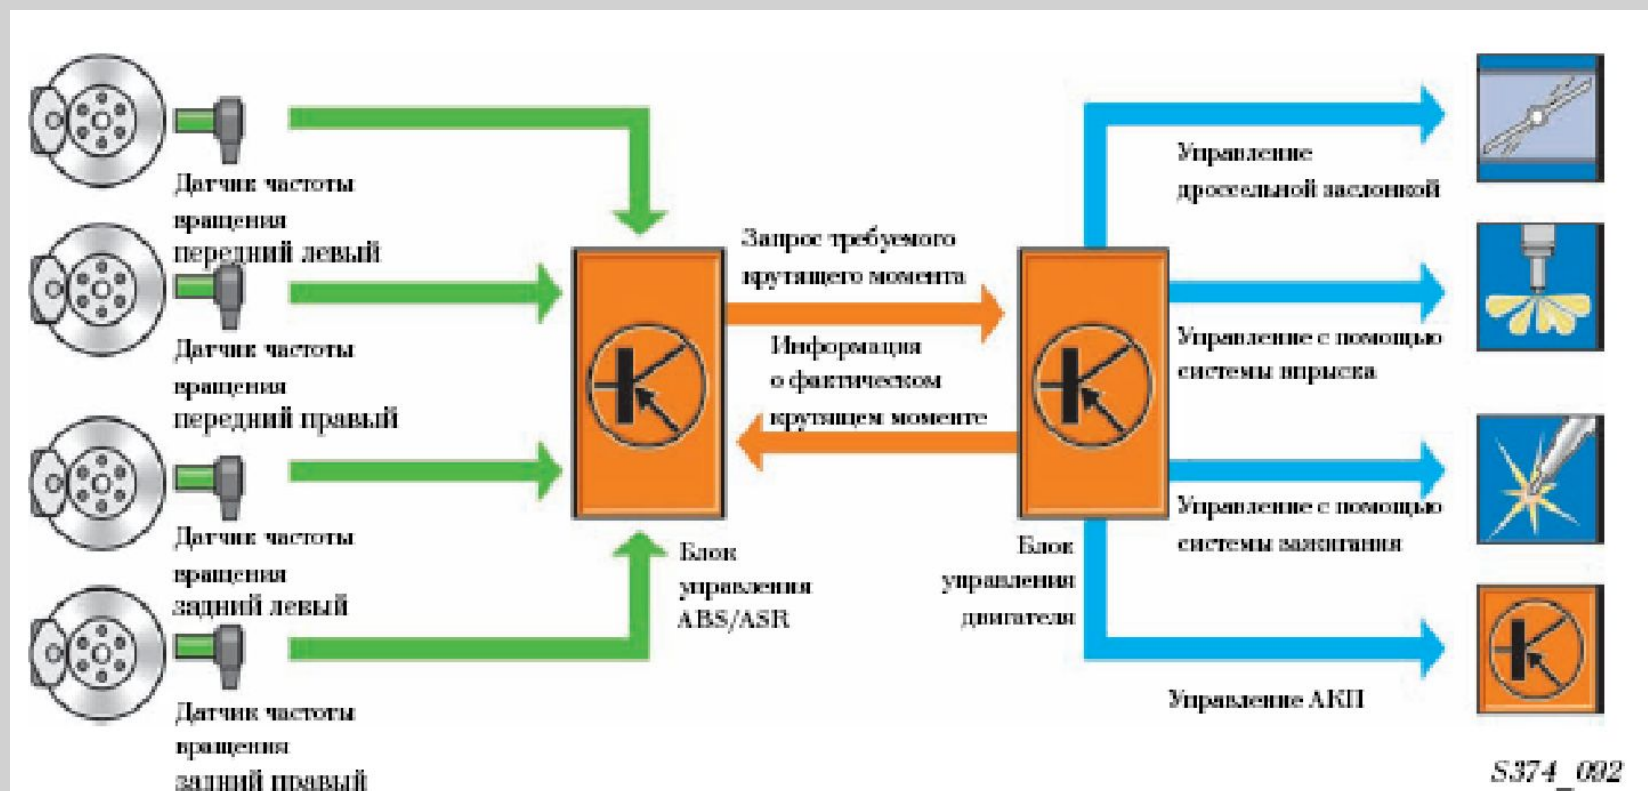 Датчик частоты
вращения
передний левый
Датчик частоты
вращения
передний правый
Датчик частоты
вращения
задний левый
Датчик частоты
вращения
задний правый
Запрос требуемого
крутящего момента
Информация
о фактическом
крутящем моменте
Блок
управления
ABS/ASR
Блок
управления
двигателя
Управление
дроссельной заслонкой
Управление с помощью
системы впрыска
Управление с помощью
системы зажигания
Управление АКП
S374_092